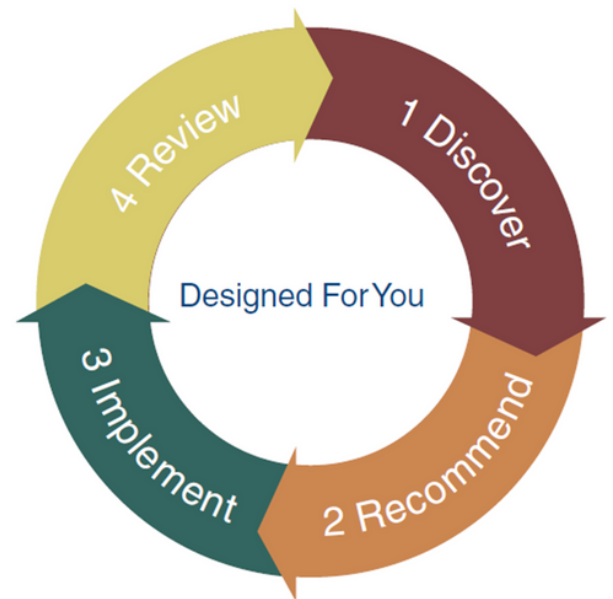 1 Discover
2 Recommend
3 Implement
4 Review
Designed For You